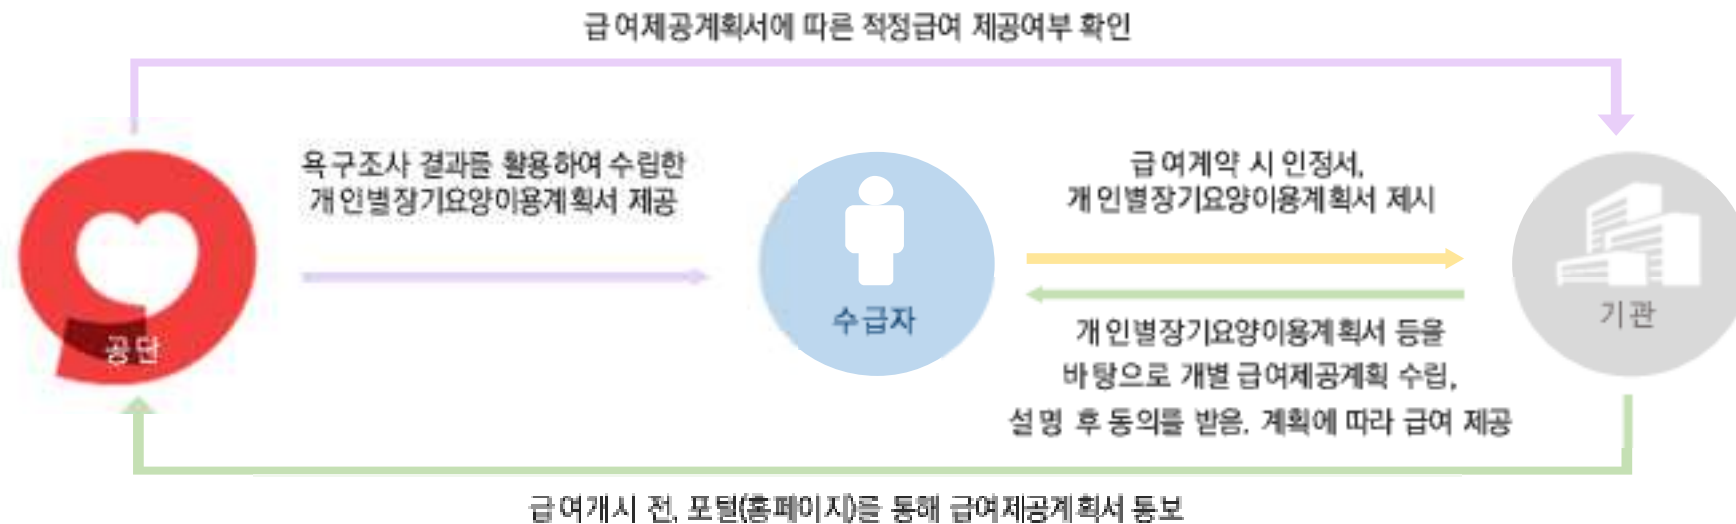 급여제공계획서에 따른 적정급여 제공여부 확인
욕구조사 결과를 활용하여 수립한
개인별장기요양이용계획서 제공
급여계약 시 인정서,
개인별장기요양이용계획서 제시
공단
수급자
기관
개인별장기요양이용계획서 등을
바탕으로 개별 급여제공계획 수립,
설명 후 동의를 받음. 계획에 따라 급여 제공
급여개시 전, 포털(홈페이지)을 통해 급여제공계획서 통보